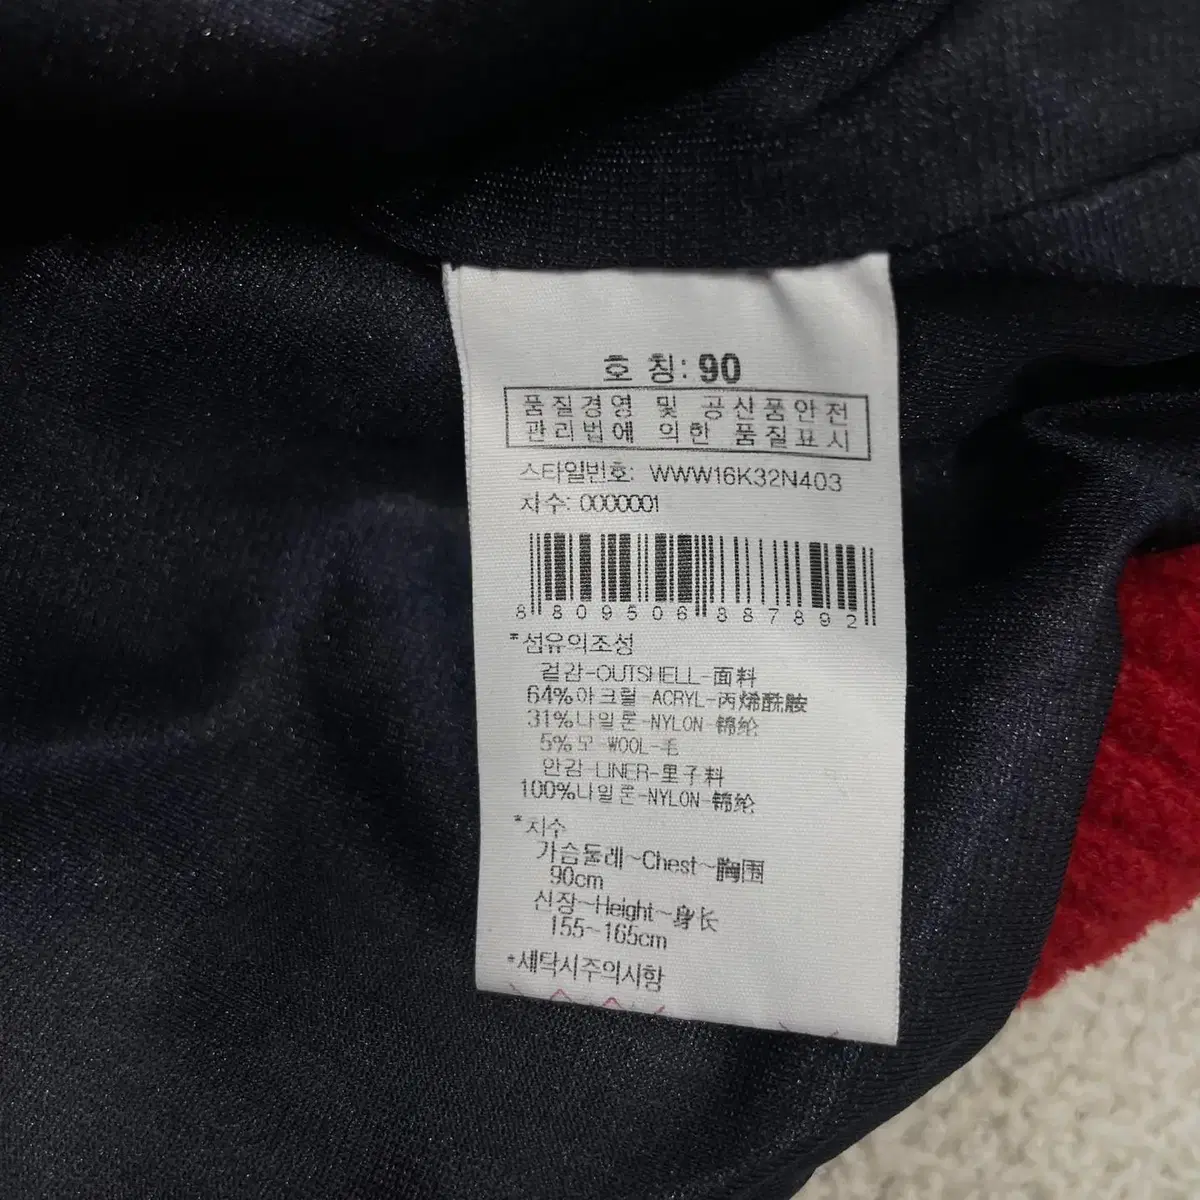 호 칭: 90
품질경영 및 공산품안전
관리법에 의한 품질표시
스타일번호: WWW16K32N403
차수: 0000001
8 809506 887892
*섬유의조성
겉감-OUTSHELL-面料
64%아크릴-ACRYL-丙烯酰胺
31%나일론-NYLON-锦纶
5%모-WOOL-毛
안감-LINER-里子料
100%나일론-NYLON-锦纶
*치수
가슴둘레~Chest~胸围
90cm
신장~Height~身长
155~165cm
*세탁시주의사항